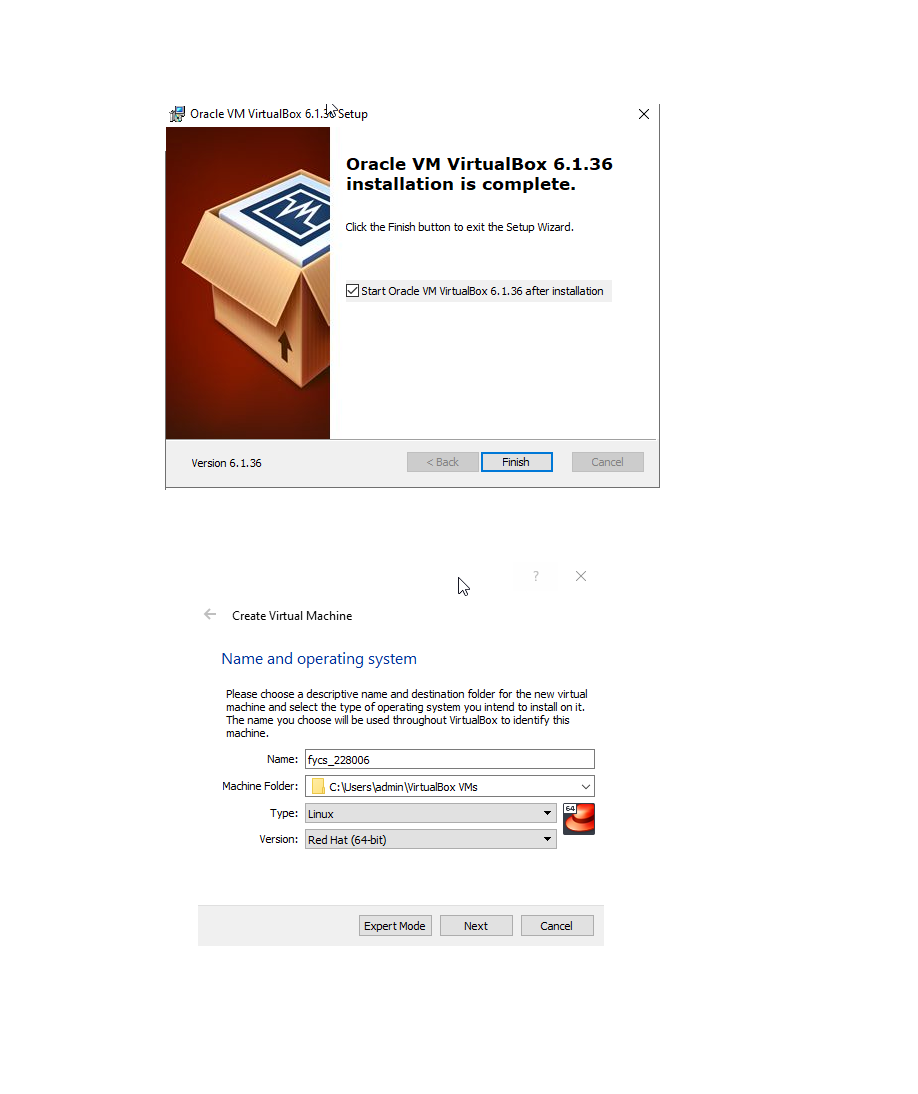 Oracle VM VirtualBox 6.1.36 Setup
Oracle VM VirtualBox 6.1.36
installation is complete.
Click the Finish button to exit the Setup Wizard.
Start Oracle VM VirtualBox 6.1.36 after installation
Version 6.1.36
< Back
Finish
Cancel
?
Create Virtual Machine
Name and operating system
Please choose a descriptive name and destination folder for the new virtual
machine and select the type of operating system you intend to install on it.
The name you choose will be used throughout VirtualBox to identify this
machine.
Name: fycs_228006
Machine Folder: C:\Users\admin\VirtualBox VMs
Type: Linux
64
Version: Red Hat (64-bit)
Expert Mode
Next
Cancel